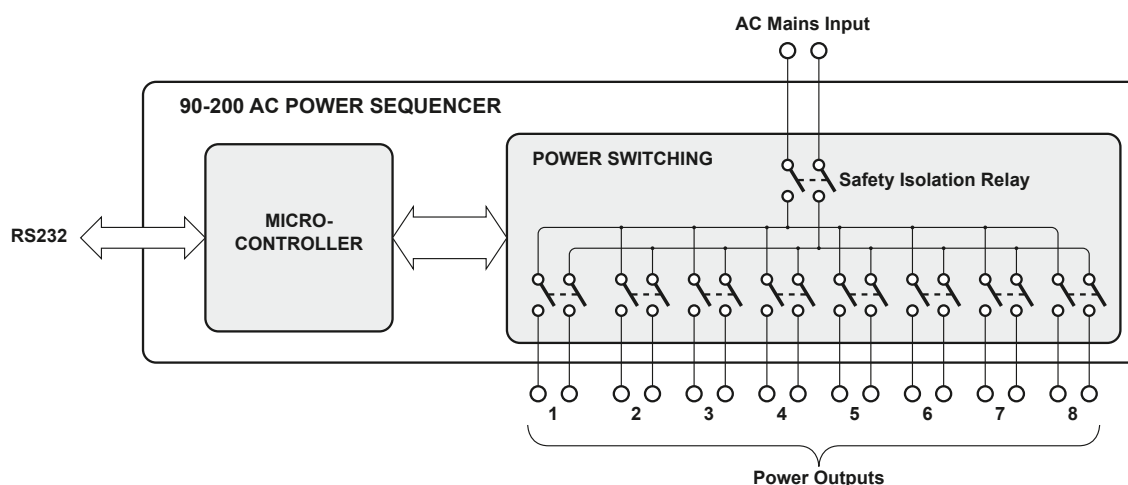 AC Mains Input
90-200 AC POWER SEQUENCER
POWER SWITCHING
Safety Isolation Relay
MICRO-
CONTROLLER
RS232
1 2 3 4 5 6 7 8
Power Outputs